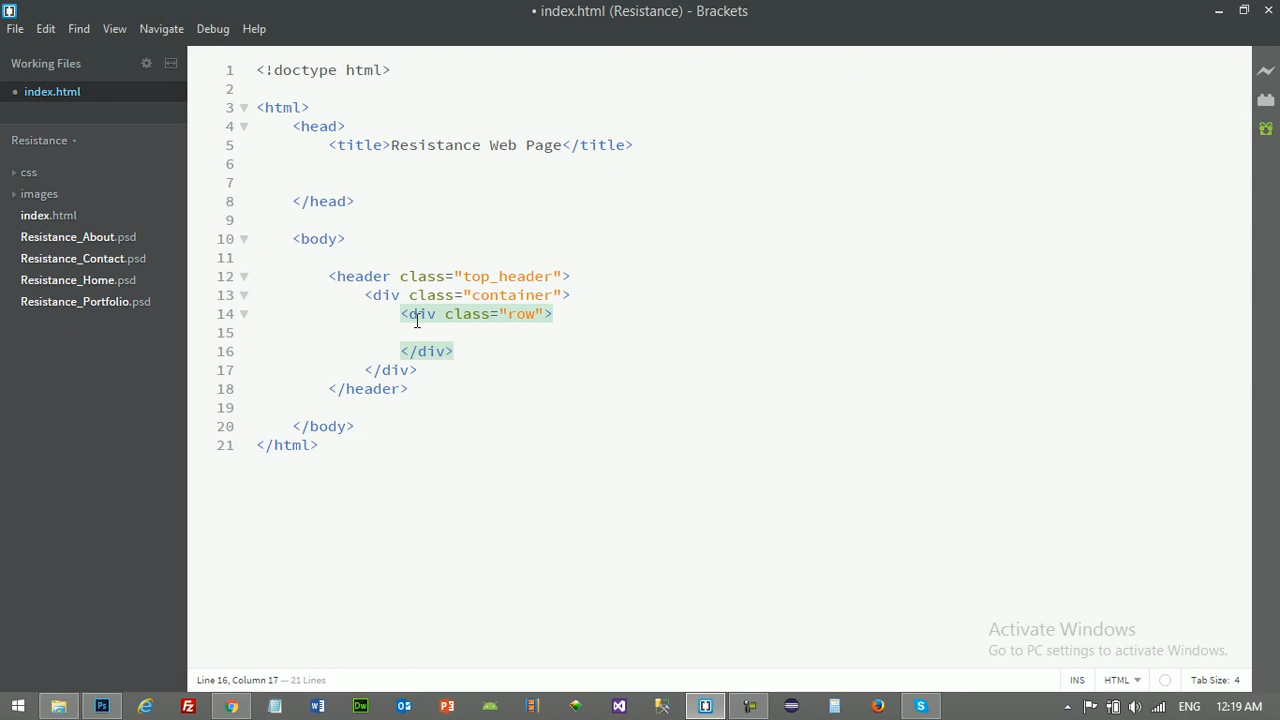 • index.html (Resistance) - Brackets
File Edit Find View Navigate Debug Help
Working Files
• index.html
Resistance
css
images
index.html
Resistance_About.psd
Resistance_Contact.psd
Resistance_Home.psd
Resistance_Portfolio.psd
1 <!doctype html>
2
3 <html>
4 <head>
5 <title>Resistance Web Page</title>
6
7
8 </head>
9
10 <body>
11
12 <header class="top_header">
13 <div class="container">
14 <div class="row">
15
16 </div>
17 </div>
18 </header>
19
20 </body>
21 </html>
Activate Windows
Go to PC settings to activate Windows.
Line 16, Column 17 — 21 Lines
INS HTML Tab Size: 4
ENG 12:19 AM